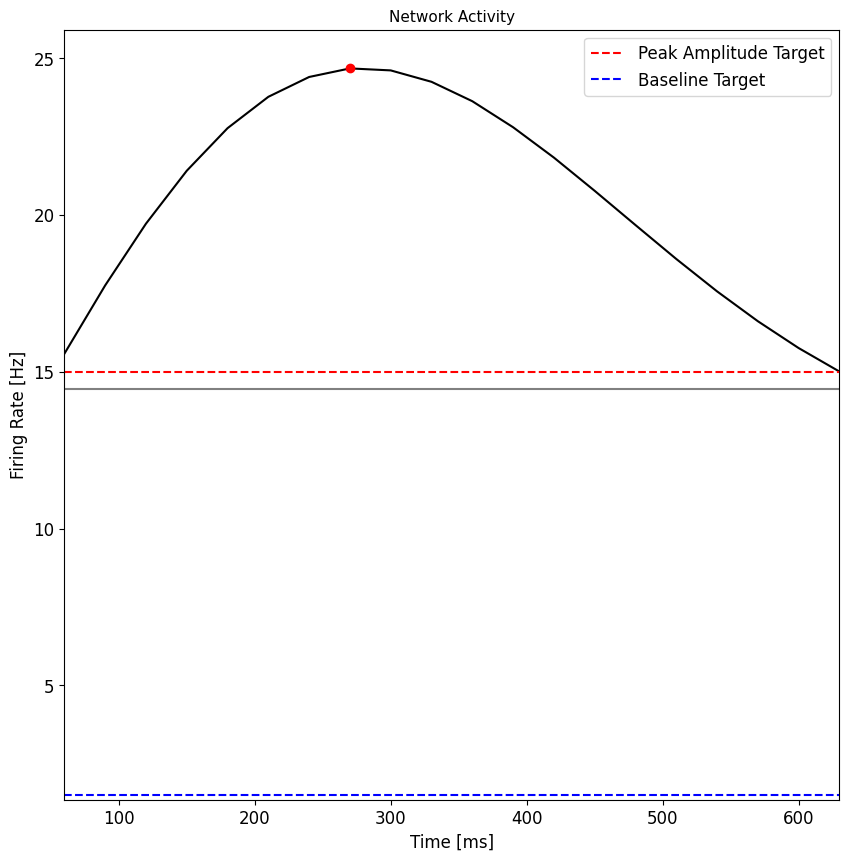 Network Activity
Peak Amplitude Target
Baseline Target
Firing Rate [Hz]
25
20
15
10
5
100 200 300 400 500 600
Time [ms]